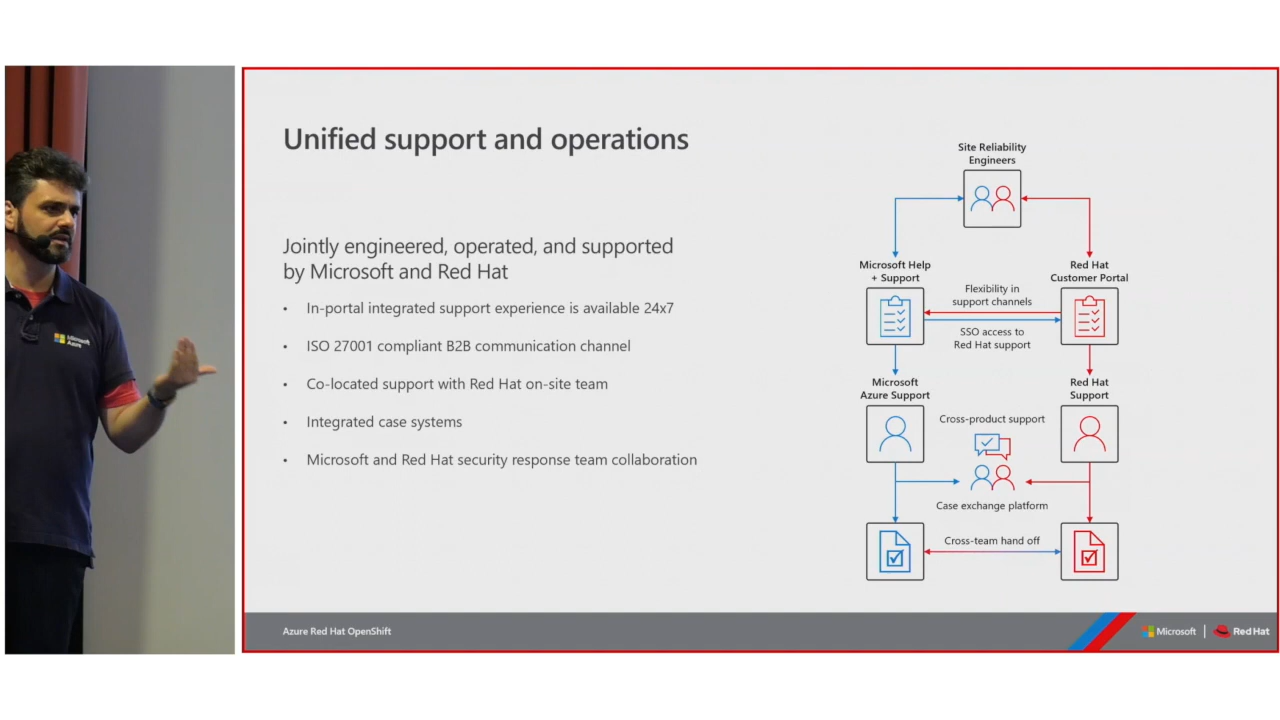 Unified support and operations
Jointly engineered, operated, and supported
by Microsoft and Red Hat
• In-portal integrated support experience is available 24x7
• ISO 27001 compliant B2B communication channel
• Co-located support with Red Hat on-site team
• Integrated case systems
• Microsoft and Red Hat security response team collaboration
Site Reliability
Engineers
Microsoft Help
+ Support
Red Hat
Customer Portal
Flexibility in
support channels
SSO access to
Red Hat support
Microsoft
Azure Support
Red Hat
Support
Cross-product support
Case exchange platform
Cross-team hand off
Azure Red Hat OpenShift
Microsoft
Red Hat
Microsoft
Azure